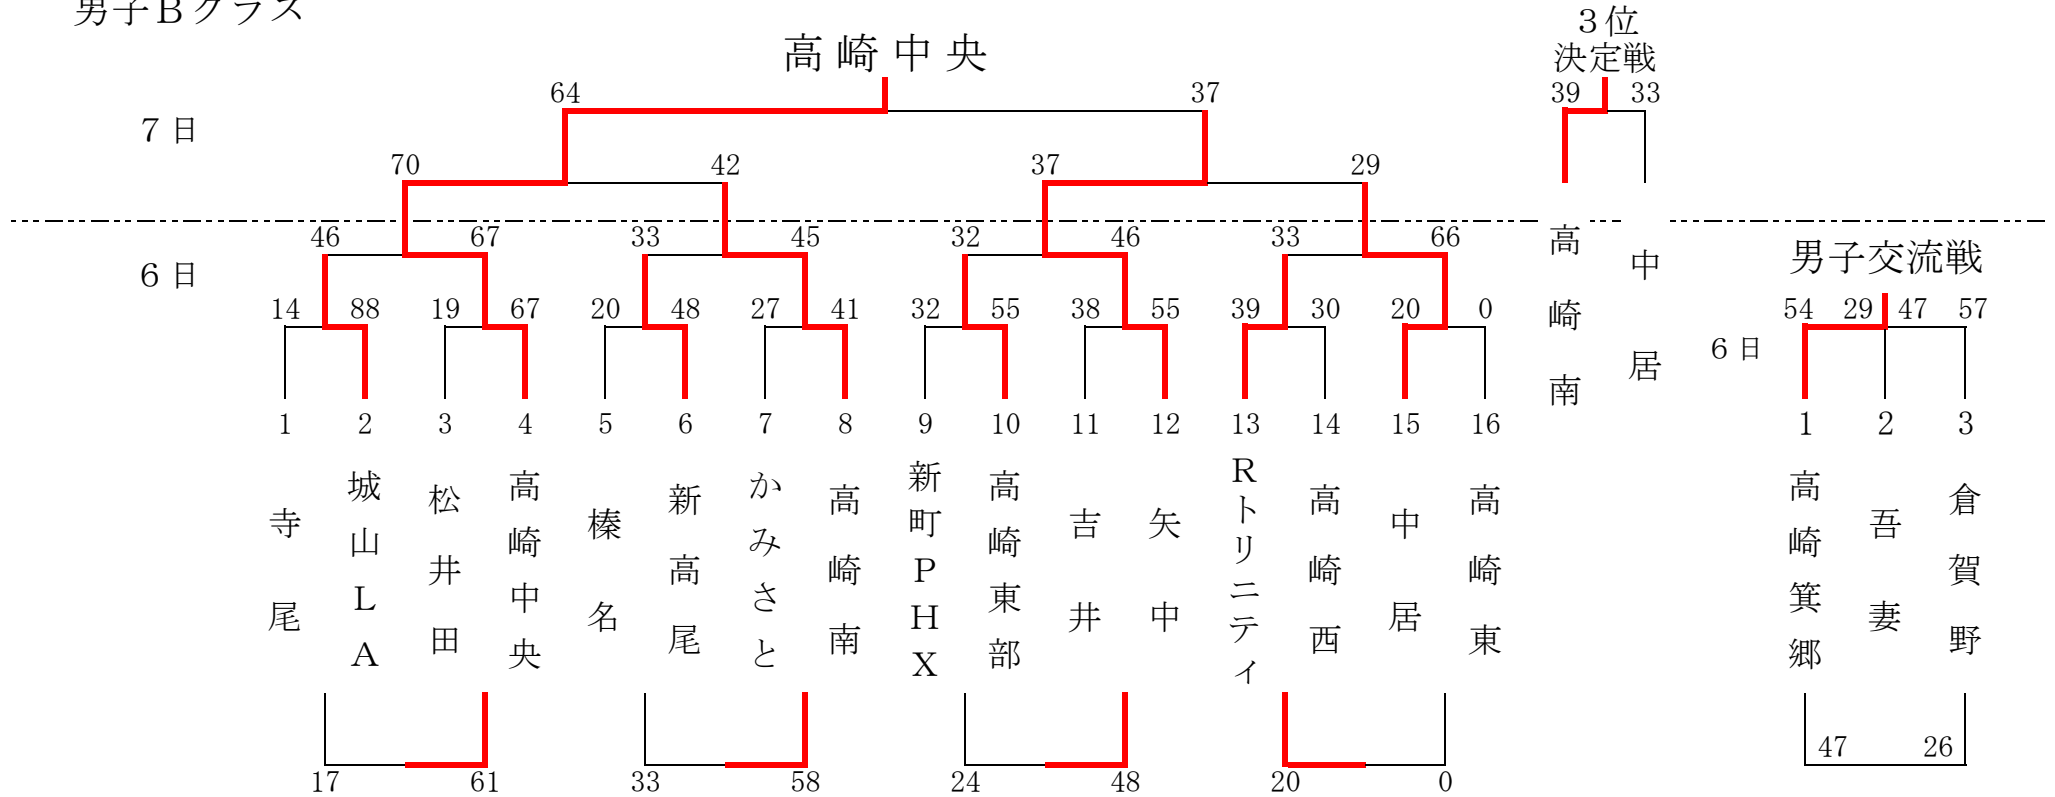 男子Bクラス
3位
決定戦
高崎中央
64 37 39 33
7日
70 42 37 29
46 67 33 45 32 46 33 66
高崎南
中居
男子交流戦
6日
14 88 19 67 20 48 27 41 32 55 38 55 39 30 20 0
54 29 47 57
6日
1 2 3 4 5 6 7 8 9 10 11 12 13 14 15 16
1 2 3
寺尾
城山LA
松井田
高崎中央
榛名
新高尾
かみさと
高崎南
新町PHX
高崎東部
吉井
矢中
Rトリニティ
高崎西
中居
高崎東
高崎箕郷
吾妻
倉賀野
47 26
17 61 33 58 24 48 20 0